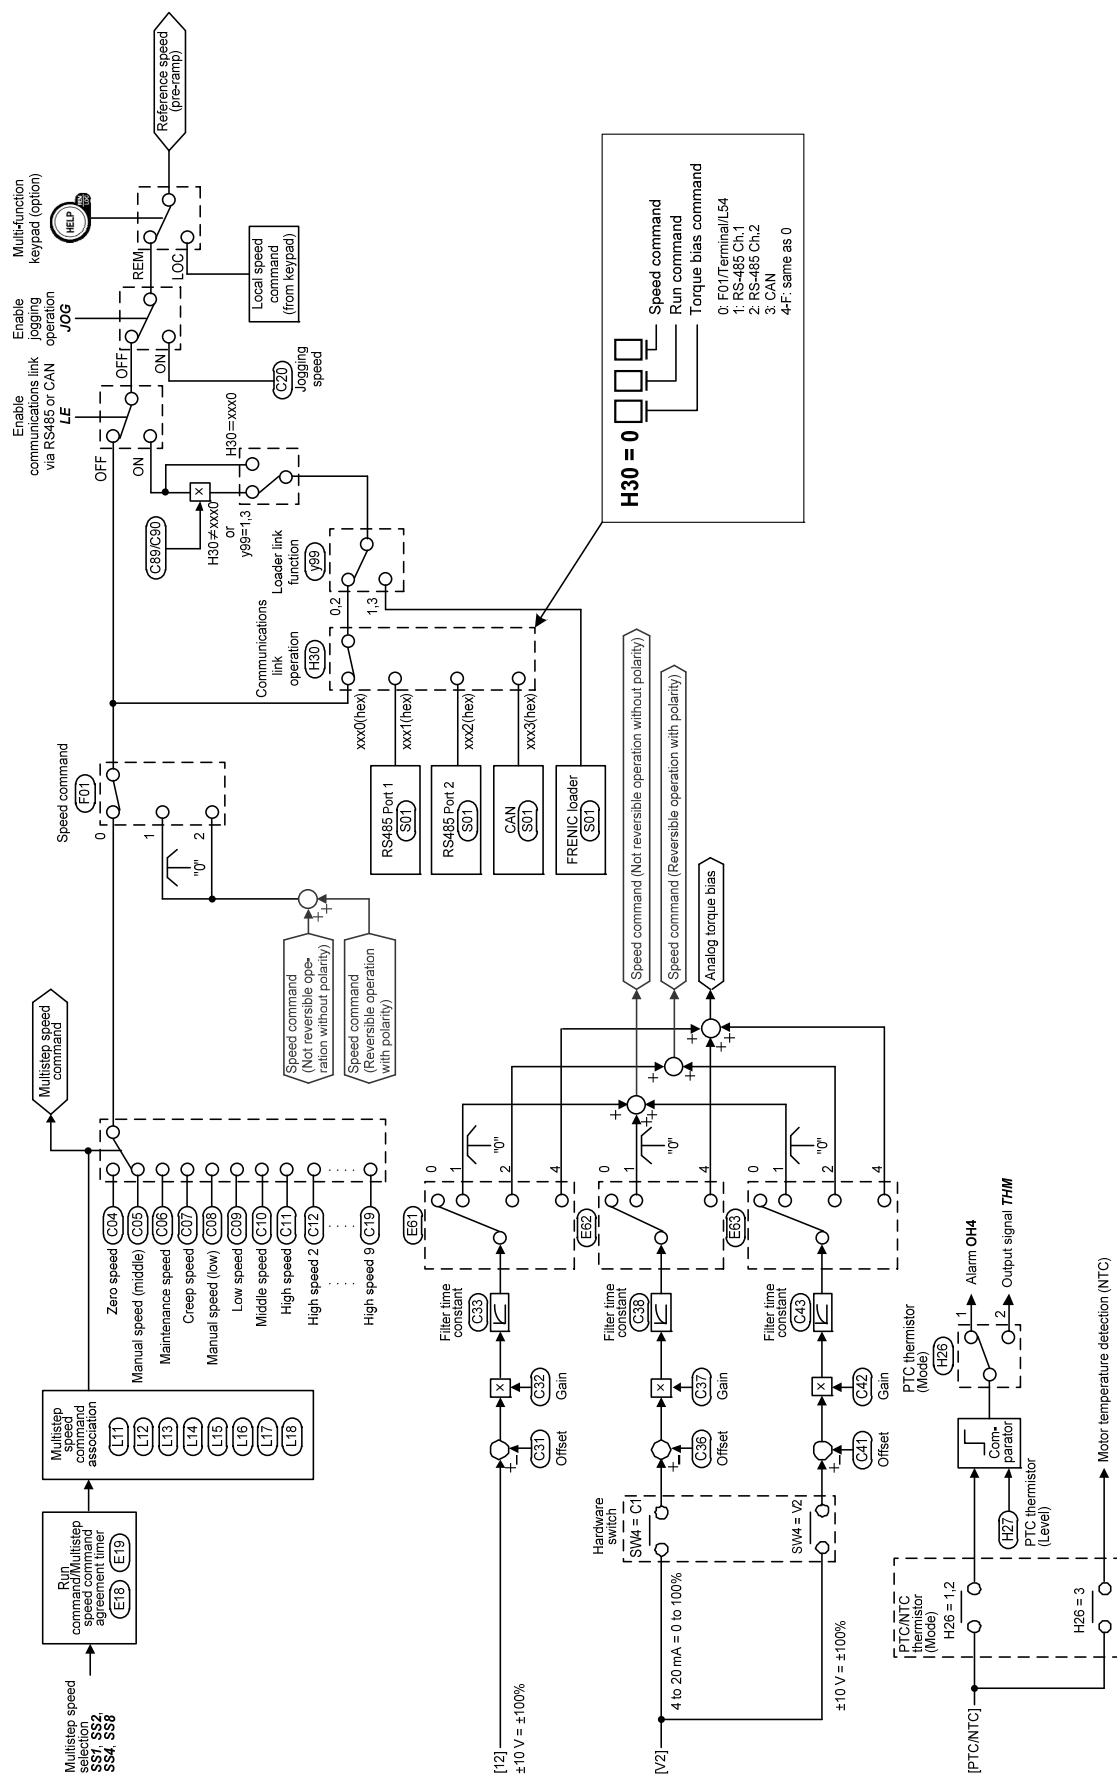 Multistep speed
selection
SS1, SS2,
SS4, SS8
Run
command/Multistep
speed command
agreement timer
E18
E19
Multistep
speed
command
association
L11
L12
L13
L14
L15
L16
L17
L18
Multistep speed
command
Zero speed
C04
Manual speed (middle)
C05
Maintenance speed
C06
Creep speed
C07
Manual speed (low)
C08
Low speed
C09
Middle speed
C10
High speed
C11
High speed 2
C12
. . . .
. . . .
. . . .
High speed 9
C19
Speed command
(Not reversible ope-
ration without polarity)
Speed command
(Reversible operation
with polarity)
+
+
"0"
Speed command
F01
0
1
2
Communications
link
operation
H30
xxx0(hex)
xxx1(hex)
xxx2(hex)
xxx3(hex)
RS485 Port 1
S01
RS485 Port 2
S01
CAN
S01
FRENIC loader
S01
Loader link
function
y99
0,2
1,3
C89/C90
×
H30≠xxx0
or
y99=1,3
H30=xxx0
Enable
communications link
via RS485 or CAN
LE
OFF
ON
Enable
jogging
operation
JOG
OFF
ON
C20
Jogging
speed
Multi-function
keypad (option)
HELP
REM
LOC
Local speed
command
(from keypad)
Reference speed
(pre-ramp)
H30 = 0
Speed command
Run command
Torque bias command
0: F01/Terminal/L54
1: RS-485 Ch.1
2: RS-485 Ch.2
3: CAN
4-F: same as 0
[12]
±10 V = ±100%
+
-
C31
Offset
×
C32
Gain
Filter time
constant
C33
E61
0
1
2
4
"0"
[V2]
4 to 20 mA = 0 to 100%
±10 V = ±100%
Hardware
switch
SW4 = C1
SW4 = V2
+
-
C36
Offset
×
C37
Gain
Filter time
constant
C38
E62
0
1
4
"0"
+
-
C41
Offset
×
C42
Gain
Filter time
constant
C43
E63
0
1
2
4
"0"
+
+
+
+
+
+
+
+
Speed command (Not reversible operation without polarity)
Speed command (Reversible operation with polarity)
Analog torque bias
[PTC/NTC]
PTC/NTC
thermistor
(Mode)
H26 = 1,2
H26 = 3
H27
PTC thermistor
(Level)
Com-
parator
PTC thermistor
(Mode)
H26
1
2
Alarm OH4
Output signal THM
Motor temperature detection (NTC)